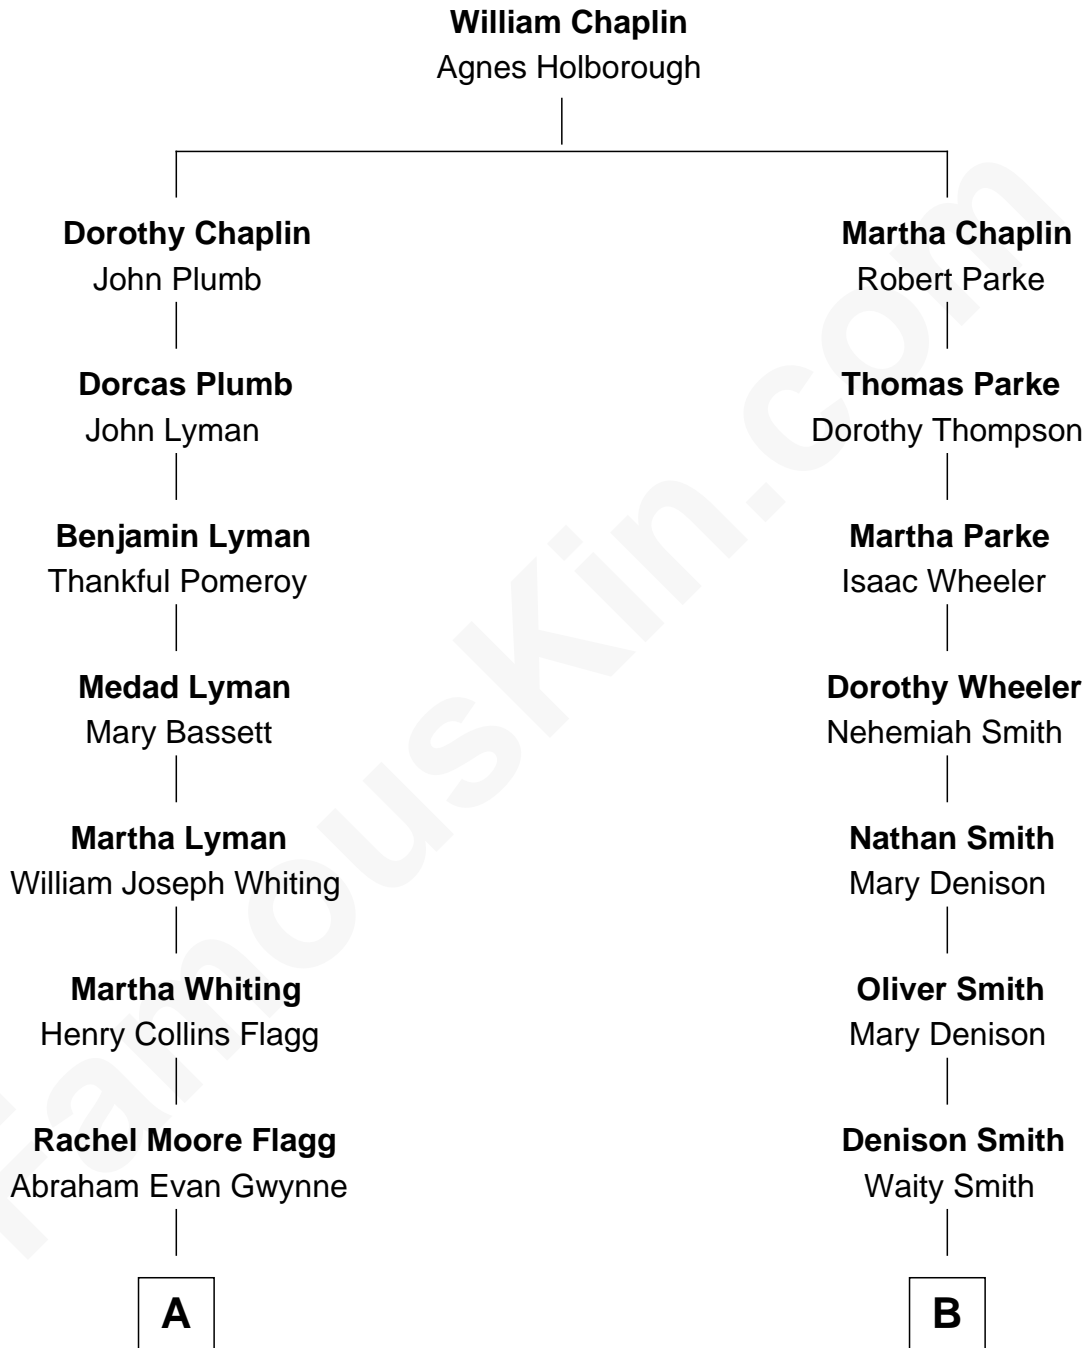 William Chaplin
Agnes Holborough
Dorothy Chaplin
John Plumb
Martha Chaplin
Robert Parke
Dorcas Plumb
John Lyman
Thomas Parke
Dorothy Thompson
Benjamin Lyman
Thankful Pomeroy
Martha Parke
Isaac Wheeler
Medad Lyman
Mary Bassett
Dorothy Wheeler
Nehemiah Smith
Martha Lyman
William Joseph Whiting
Nathan Smith
Mary Denison
Martha Whiting
Henry Collins Flagg
Oliver Smith
Mary Denison
Rachel Moore Flagg
Abraham Evan Gwynne
Denison Smith
Waity Smith
A
B
FamousKin.com